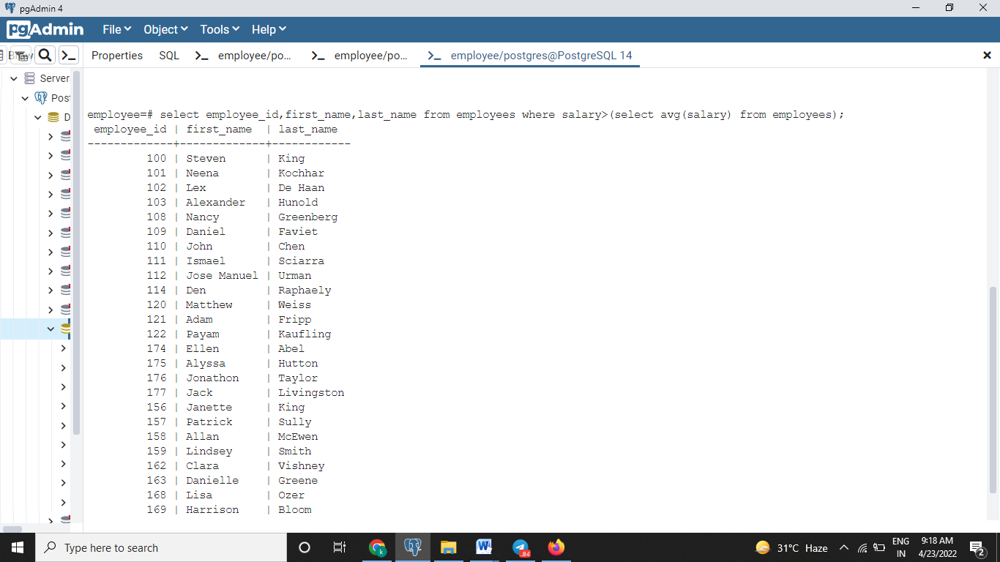 pgAdmin 4
pgAdmin File Object Tools Help
Properties SQL employee/po... employee/po... employee/postgres@PostgreSQL 14
Server
Post
D
employee=# select employee_id,first_name,last_name from employees where salary>(select avg(salary) from employees);
employee_id | first_name | last_name
-------------+-------------+------------
100 | Steven | King
101 | Neena | Kochhar
102 | Lex | De Haan
103 | Alexander | Hunold
108 | Nancy | Greenberg
109 | Daniel | Faviet
110 | John | Chen
111 | Ismael | Sciarra
112 | Jose Manuel | Urman
114 | Den | Raphaely
120 | Matthew | Weiss
121 | Adam | Fripp
122 | Payam | Kaufling
174 | Ellen | Abel
175 | Alyssa | Hutton
176 | Jonathon | Taylor
177 | Jack | Livingston
156 | Janette | King
157 | Patrick | Sully
158 | Allan | McEwen
159 | Lindsey | Smith
162 | Clara | Vishney
163 | Danielle | Greene
168 | Lisa | Ozer
169 | Harrison | Bloom
Type here to search
.84
31°C Haze
ENG
IN
9:18 AM
4/23/2022
2